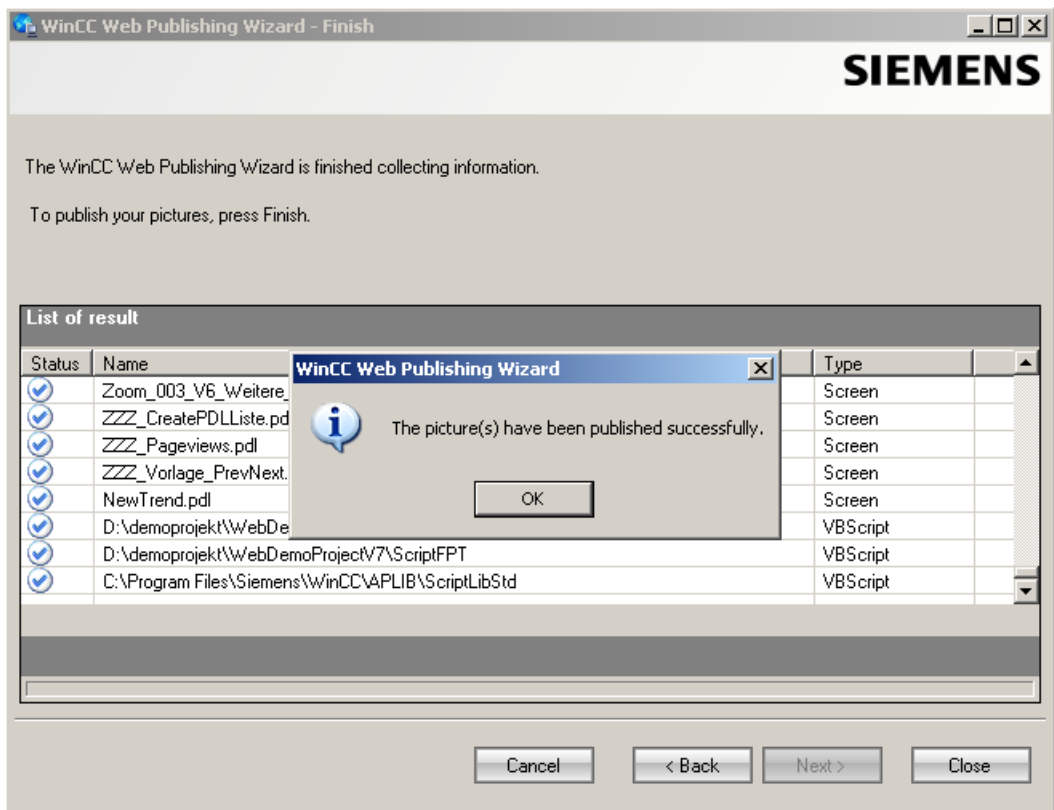 WinCC Web Publishing Wizard - Finish
SIEMENS
The WinCC Web Publishing Wizard is finished collecting information.
To publish your pictures, press Finish.
List of result
Status Name Type
Zoom_003_V6_Weitere_ Screen
ZZZ_CreatePDLListe.pd Screen
ZZZ_Pageviews.pdl Screen
ZZZ_Vorlage_PrevNext. Screen
NewTrend.pdl Screen
D:\demoprojekt\WebDe VBScript
D:\demoprojekt\WebDemoProjectV7\ScriptFPT VBScript
C:\Program Files\Siemens\WinCC\APLIB\ScriptLibStd VBScript
WinCC Web Publishing Wizard
The picture(s) have been published successfully.
OK
Cancel < Back Next > Close